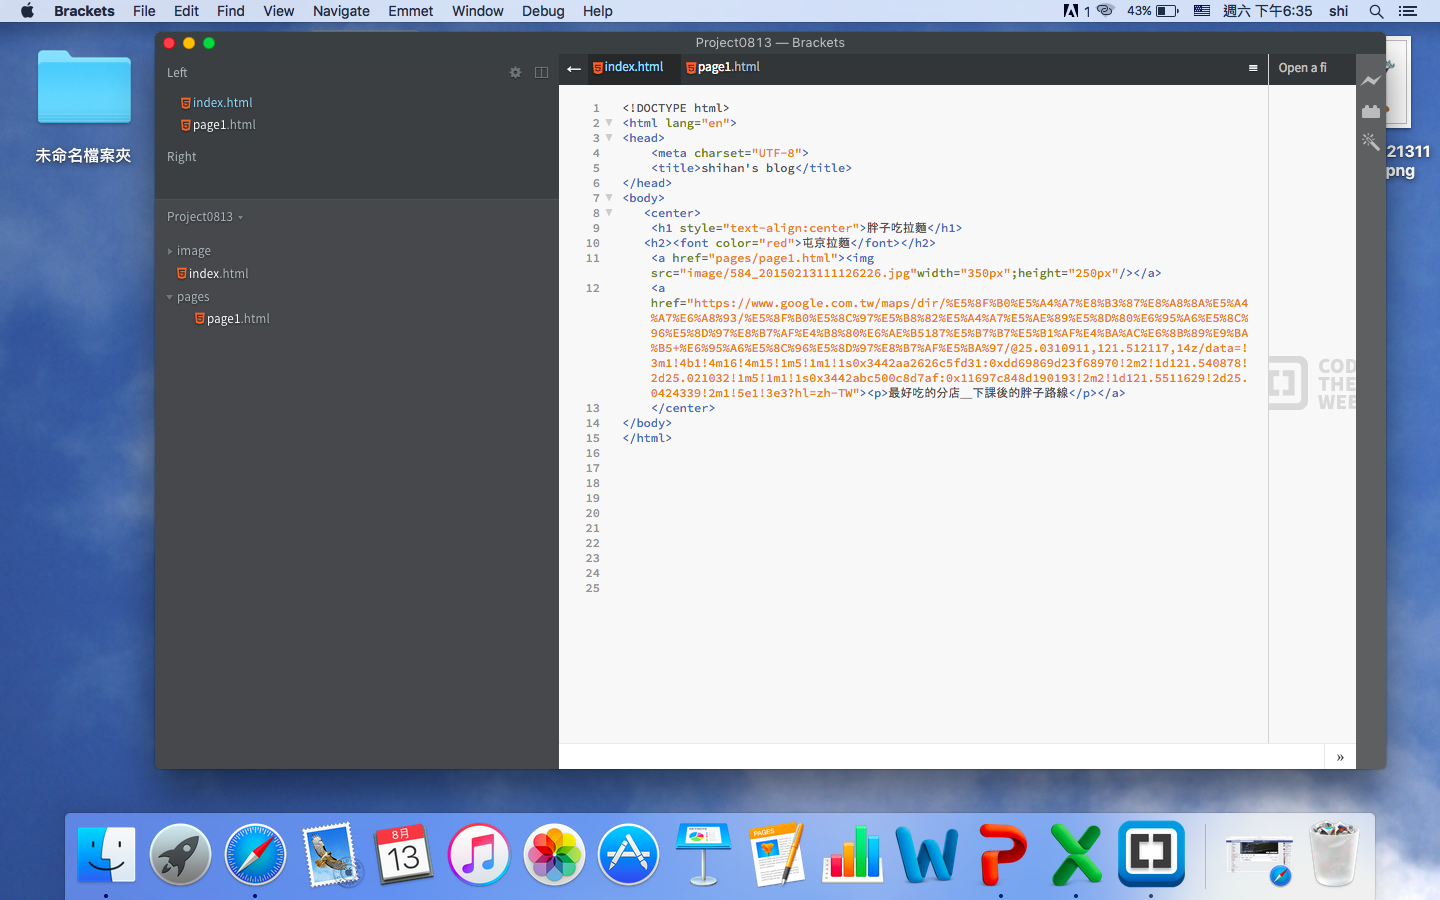 Brackets File Edit Find View Navigate Emmet Window Debug Help 1 43% 週六 下午6:35 shi
未命名檔案夾
21311
png
Project0813 — Brackets
Left
index.html
page1.html
Right
Project0813
image
index.html
pages
page1.html
index.html page1.html Open a fi
1 <!DOCTYPE html>
2 <html lang="en">
3 <head>
4 <meta charset="UTF-8">
5 <title>shihan's blog</title>
6 </head>
7 <body>
8 <center>
9 <h1 style="text-align:center">胖子吃拉麵</h1>
10 <h2><font color="red">屯京拉麵</font></h2>
11 <a href="pages/page1.html"><img
src="image/584_20150213111126226.jpg"width="350px";height="250px"/></a>
12 <a
href="https://www.google.com.tw/maps/dir/%E5%8F%B0%E5%A4%A7%E8%B3%87%E8%A8%8A%E5%A4
%A7%E6%A8%93/%E5%8F%B0%E5%8C%97%E5%B8%82%E5%A4%A7%E5%AE%89%E5%8D%80%E6%95%A6%E5%8C%
96%E5%8D%97%E8%B7%AF%E4%B8%80%E6%AE%B5187%E5%B7%B7%E5%B1%AF%E4%BA%AC%E6%8B%89%E9%BA
%B5+%E6%95%A6%E5%8C%96%E5%8D%97%E8%B7%AF%E5%BA%97/@25.0310911,121.512117,14z/data=!
3m1!4b1!4m16!4m15!1m5!1m1!1s0x3442aa2626c5fd31:0xdd69869d23f68970!2m2!1d121.540878!
2d25.021032!1m5!1m1!1s0x3442abc500c8d7af:0x11697c848d190193!2m2!1d121.5511629!2d25.
0424339!2m1!5e1!3e3?hl=zh-TW"><p>最好吃的分店__下課後的胖子路線</p></a>
13 </center>
14 </body>
15 </html>
16
17
18
19
20
21
22
23
24
25
COD
THE
WEE
»
8月
13
PAGES